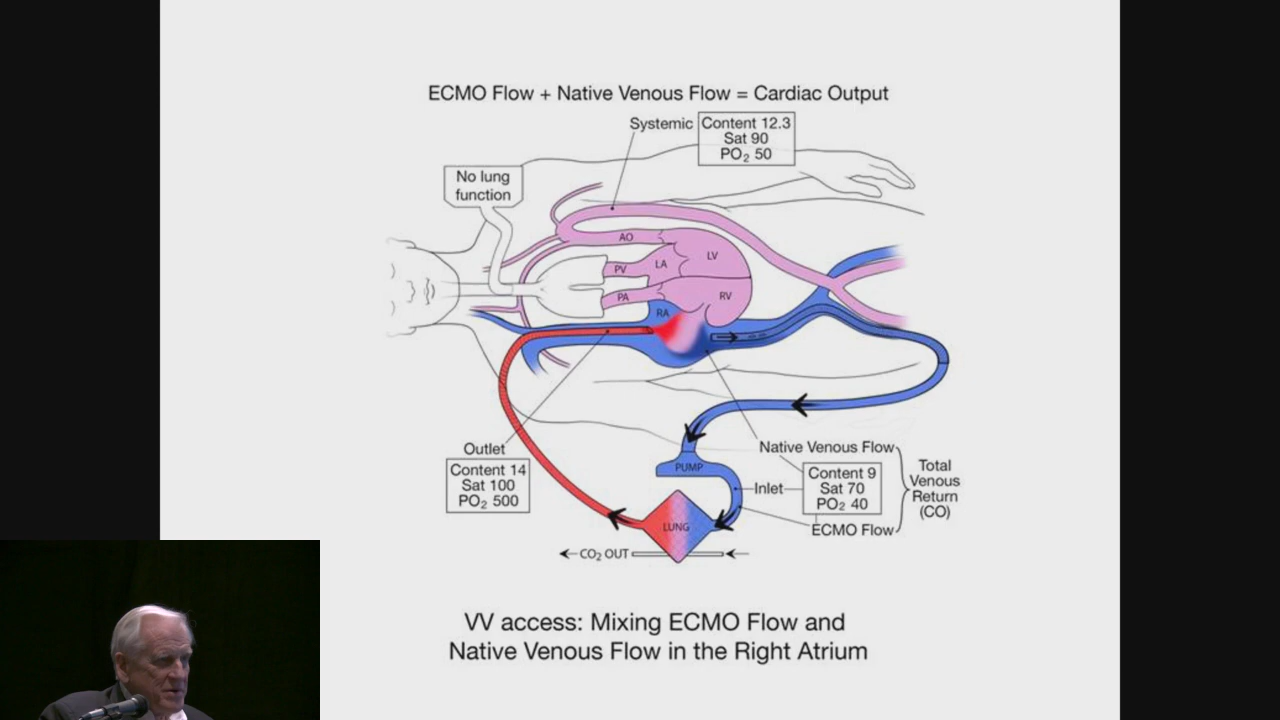 ECMO Flow + Native Venous Flow = Cardiac Output
Systemic
Content 12.3
Sat 90
PO₂ 50
No lung
function
AO
LV
LA
PV
PA
RV
RA
Outlet
Content 14
Sat 100
PO₂ 500
Native Venous Flow
PUMP
Inlet
Content 9
Sat 70
PO₂ 40
Total
Venous
Return
(CO)
LUNG
ECMO Flow
CO₂ OUT
VV access: Mixing ECMO Flow and
Native Venous Flow in the Right Atrium